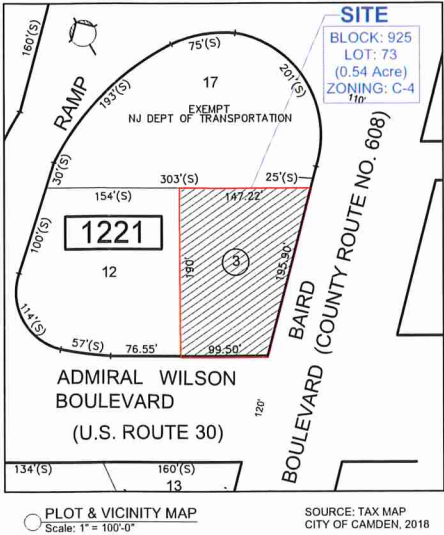 SITE
BLOCK: 925
LOT: 73
(0.54 Acre)
ZONING: C-4
160'(S)
75'(S)
201'(S)
110'
17
193'(S)
RAMP
EXEMPT
NJ DEPT OF TRANSPORTATION
30'(S)
303'(S)
25'(S)
154'(S)
147.22'
100'(S)
1221
12
190'
3
195.90'
114'(S)
57'(S)
76.55'
99.50'
BAIRD
BOULEVARD (COUNTY ROUTE NO. 608)
ADMIRAL WILSON
BOULEVARD
(U.S. ROUTE 30)
120'
134'(S)
160'(S)
13
PLOT & VICINITY MAP
Scale: 1" = 100'-0"
SOURCE: TAX MAP
CITY OF CAMDEN, 2018